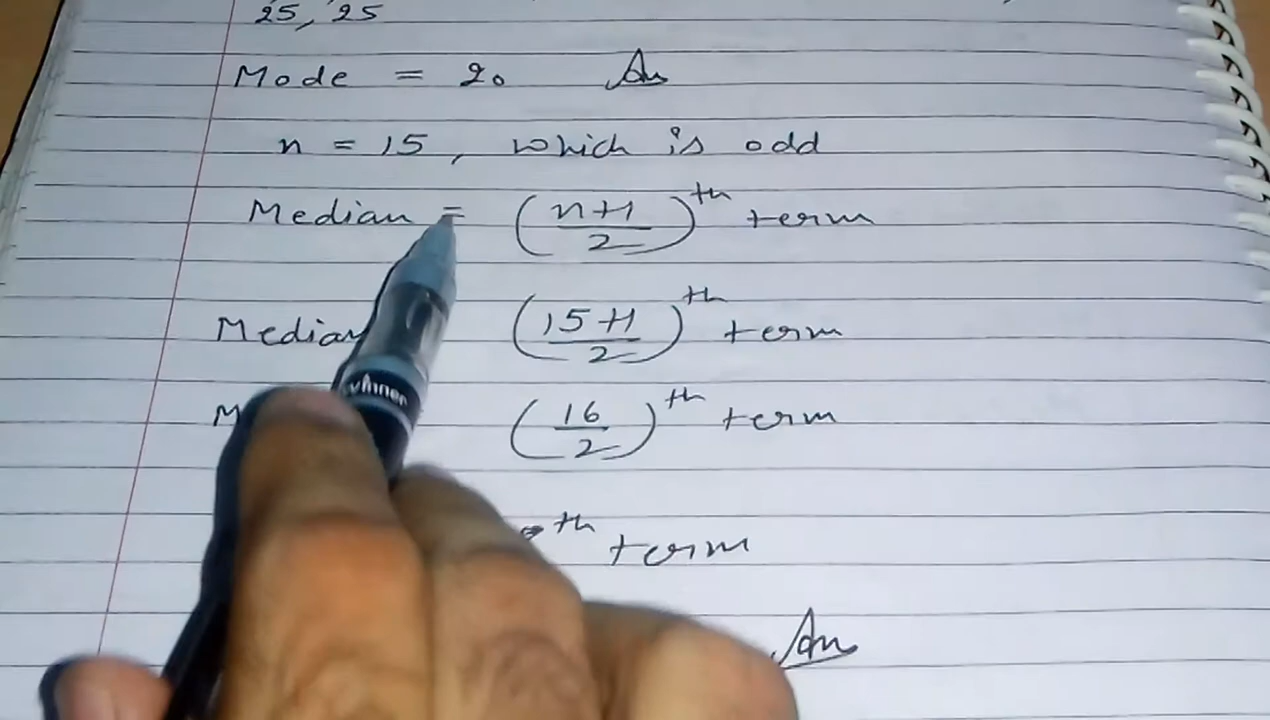 25, 25
Mode = 20 Ans
n = 15, which is odd
Median = (n+1/2)th term
Median (15+1/2)th term
M (16/2)th term
th term
Ans